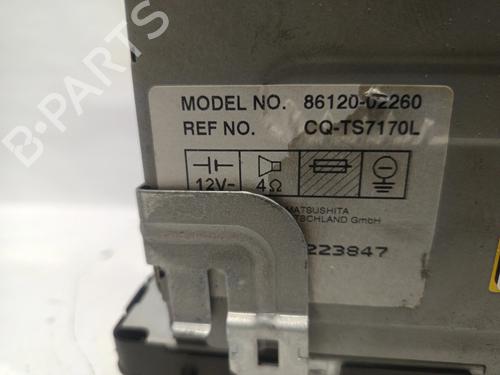 B-PARTS
MODEL NO. 86120-02260
REF NO. CQ-TS7170L
12V 4Ω
MATSUSHITA
TSCHLAND GmbH
223847